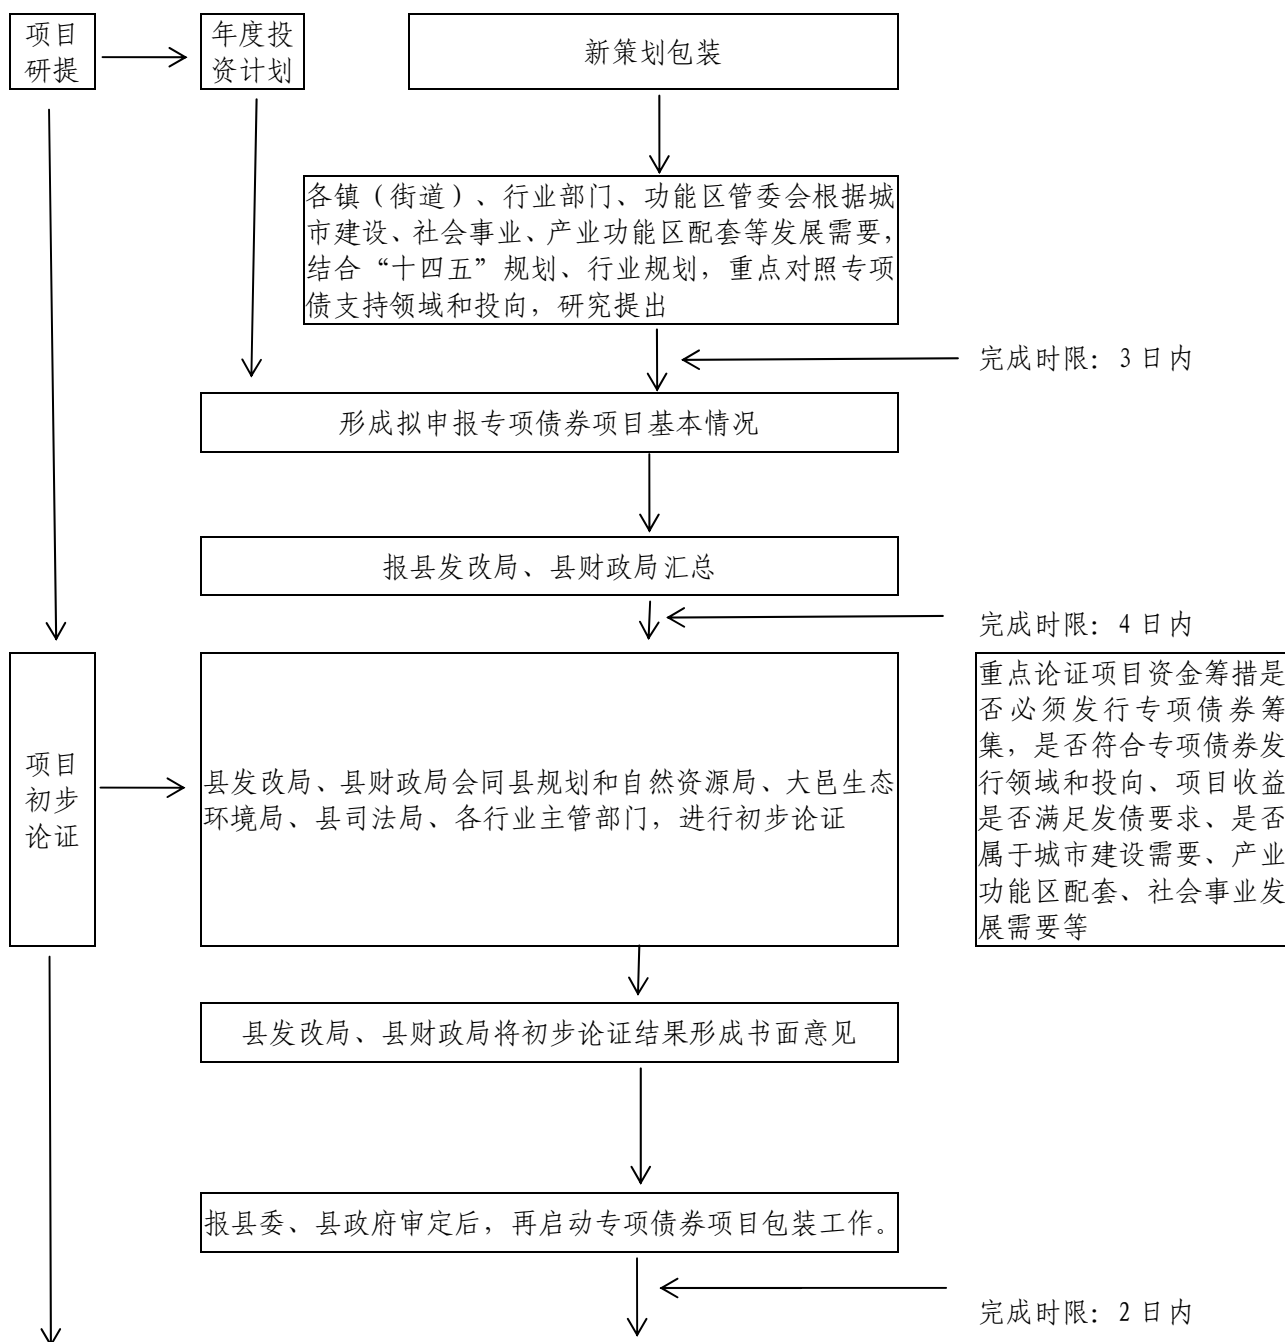 项目
研提
年度投
资计划
新策划包装
各镇（街道）、行业部门、功能区管委会根据城
市建设、社会事业、产业功能区配套等发展需要，
结合“十四五”规划、行业规划，重点对照专项
债支持领域和投向，研究提出
完成时限：3 日内
形成拟申报专项债券项目基本情况
报县发改局、县财政局汇总
完成时限：4 日内
项目
初步
论证
县发改局、县财政局会同县规划和自然资源局、大邑生态
环境局、县司法局、各行业主管部门，进行初步论证
重点论证项目资金筹措是
否必须发行专项债券筹
集，是否符合专项债券发
行领域和投向、项目收益
是否满足发债要求、是否
属于城市建设需要、产业
功能区配套、社会事业发
展需要等
县发改局、县财政局将初步论证结果形成书面意见
报县委、县政府审定后，再启动专项债券项目包装工作。
完成时限：2 日内